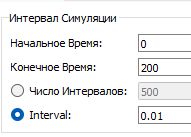 Интервал Симуляции
Начальное Время: 0
Конечное Время: 200
Число Интервалов: 500
Interval: 0.01